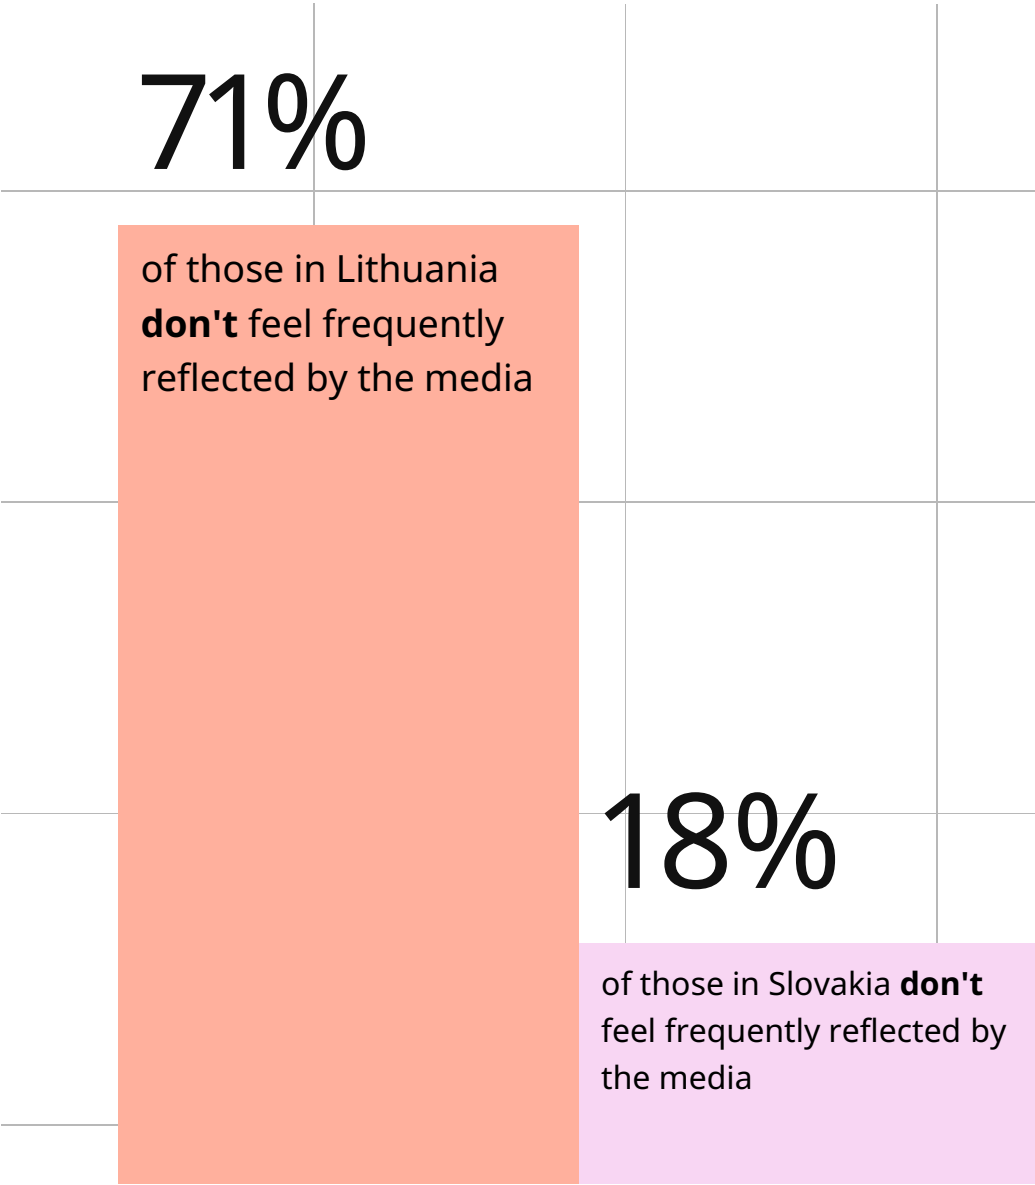 71%
of those in Lithuania
don't feel frequently
reflected by the media
18%
of those in Slovakia don't
feel frequently reflected by
the media